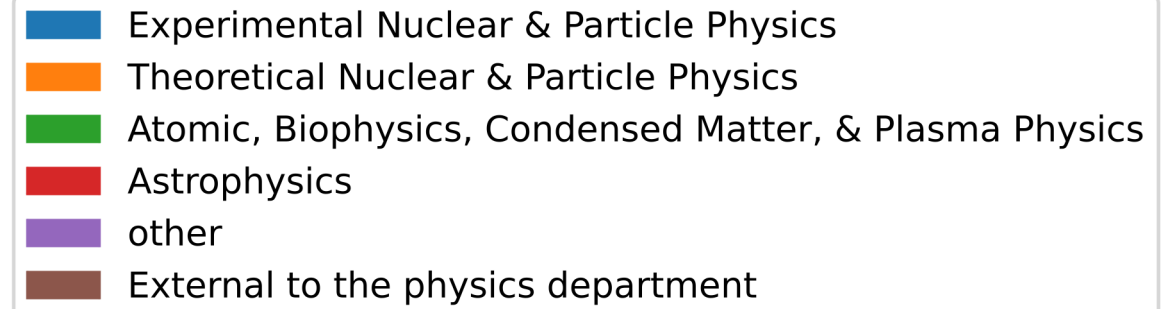 Experimental Nuclear & Particle Physics
Theoretical Nuclear & Particle Physics
Atomic, Biophysics, Condensed Matter, & Plasma Physics
Astrophysics
other
External to the physics department